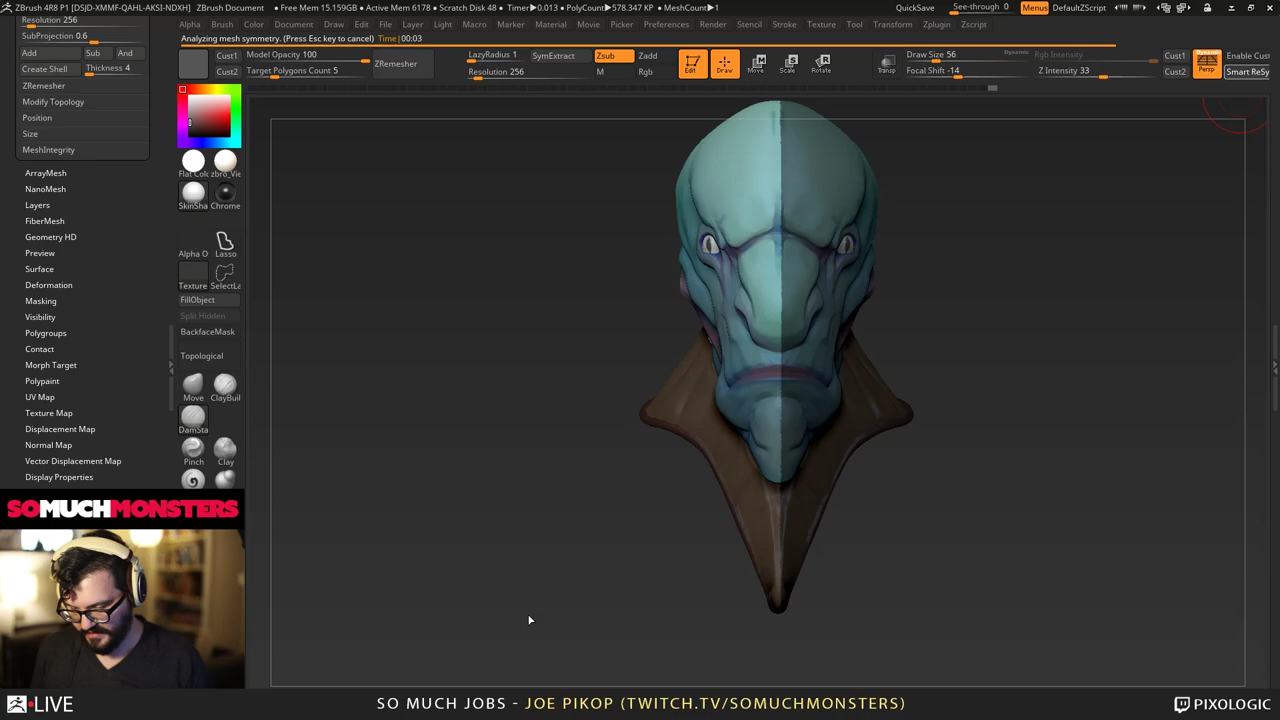 ZBrush 4R8 P1 [DSJD-XMMF-QAHL-AKSI-NDXH] ZBrush Document ● Free Mem 15.159GB ● Active Mem 6178 ● Scratch Disk 48 ● Timer▸0.013 ● PolyCount▸578.347 KP ● MeshCount▸1 QuickSave See-through 0 Menus DefaultZScript
Alpha Brush Color Document Draw Edit File Layer Light Macro Marker Material Movie Picker Preferences Render Stencil Stroke Texture Tool Transform Zplugin Zscript
Analyzing mesh symmetry. (Press Esc key to cancel) Time|00:03
Resolution 256
SubProjection 0.6
Add Sub And
Create Shell Thickness 4
ZRemesher
Modify Topology
Position
Size
MeshIntegrity
ArrayMesh
NanoMesh
Layers
FiberMesh
Geometry HD
Preview
Surface
Deformation
Masking
Visibility
Polygroups
Contact
Morph Target
Polypaint
UV Map
Texture Map
Displacement Map
Normal Map
Vector Displacement Map
Display Properties
Cust1
Cust2
Model Opacity 100
Target Polygons Count 5
ZRemesher
LazyRadius 1
Resolution 256
SymExtract
Zsub
Zadd
M
Rgb
Edit
Draw
Move
Scale
Rotate
Transp
Draw Size 56
Dynamic
Focal Shift -14
Rgb Intensity
Z Intensity 33
Cust1
Cust2
Dynamic
Persp
Enable Cus
Smart ReSy
Flat Colo
zbro_Vie
SkinSha
Chrome
Alpha O
Lasso
Texture
SelectLa
FillObject
Split Hidden
BackfaceMask
Topological
Move
ClayBuil
DamSta
Pinch
Clay
SOMUCHMONSTERS
LIVE
SO MUCH JOBS - JOE PIKOP (TWITCH.TV/SOMUCHMONSTERS)
PIXOLOGIC